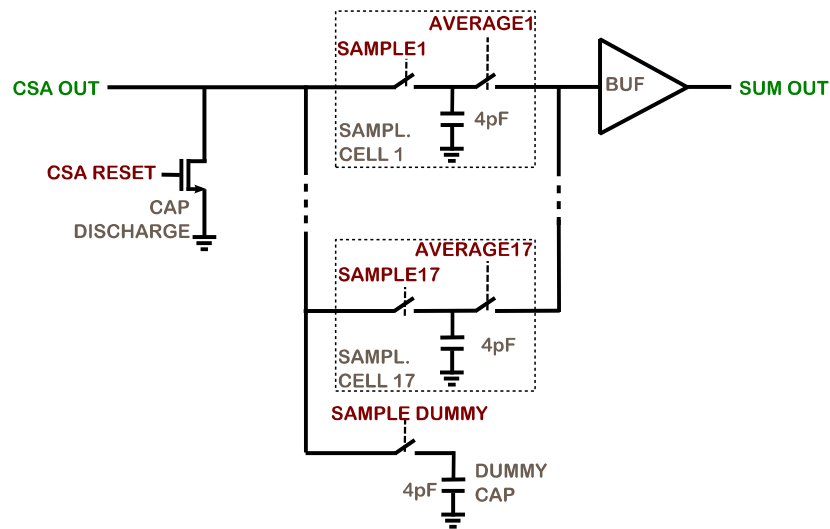 AVERAGE1
SAMPLE1
CSA OUT
BUF
SUM OUT
4pF
SAMPL.
CELL 1
CSA RESET
CAP
DISCHARGE
AVERAGE17
SAMPLE17
4pF
SAMPL.
CELL 17
SAMPLE DUMMY
4pF
DUMMY
CAP